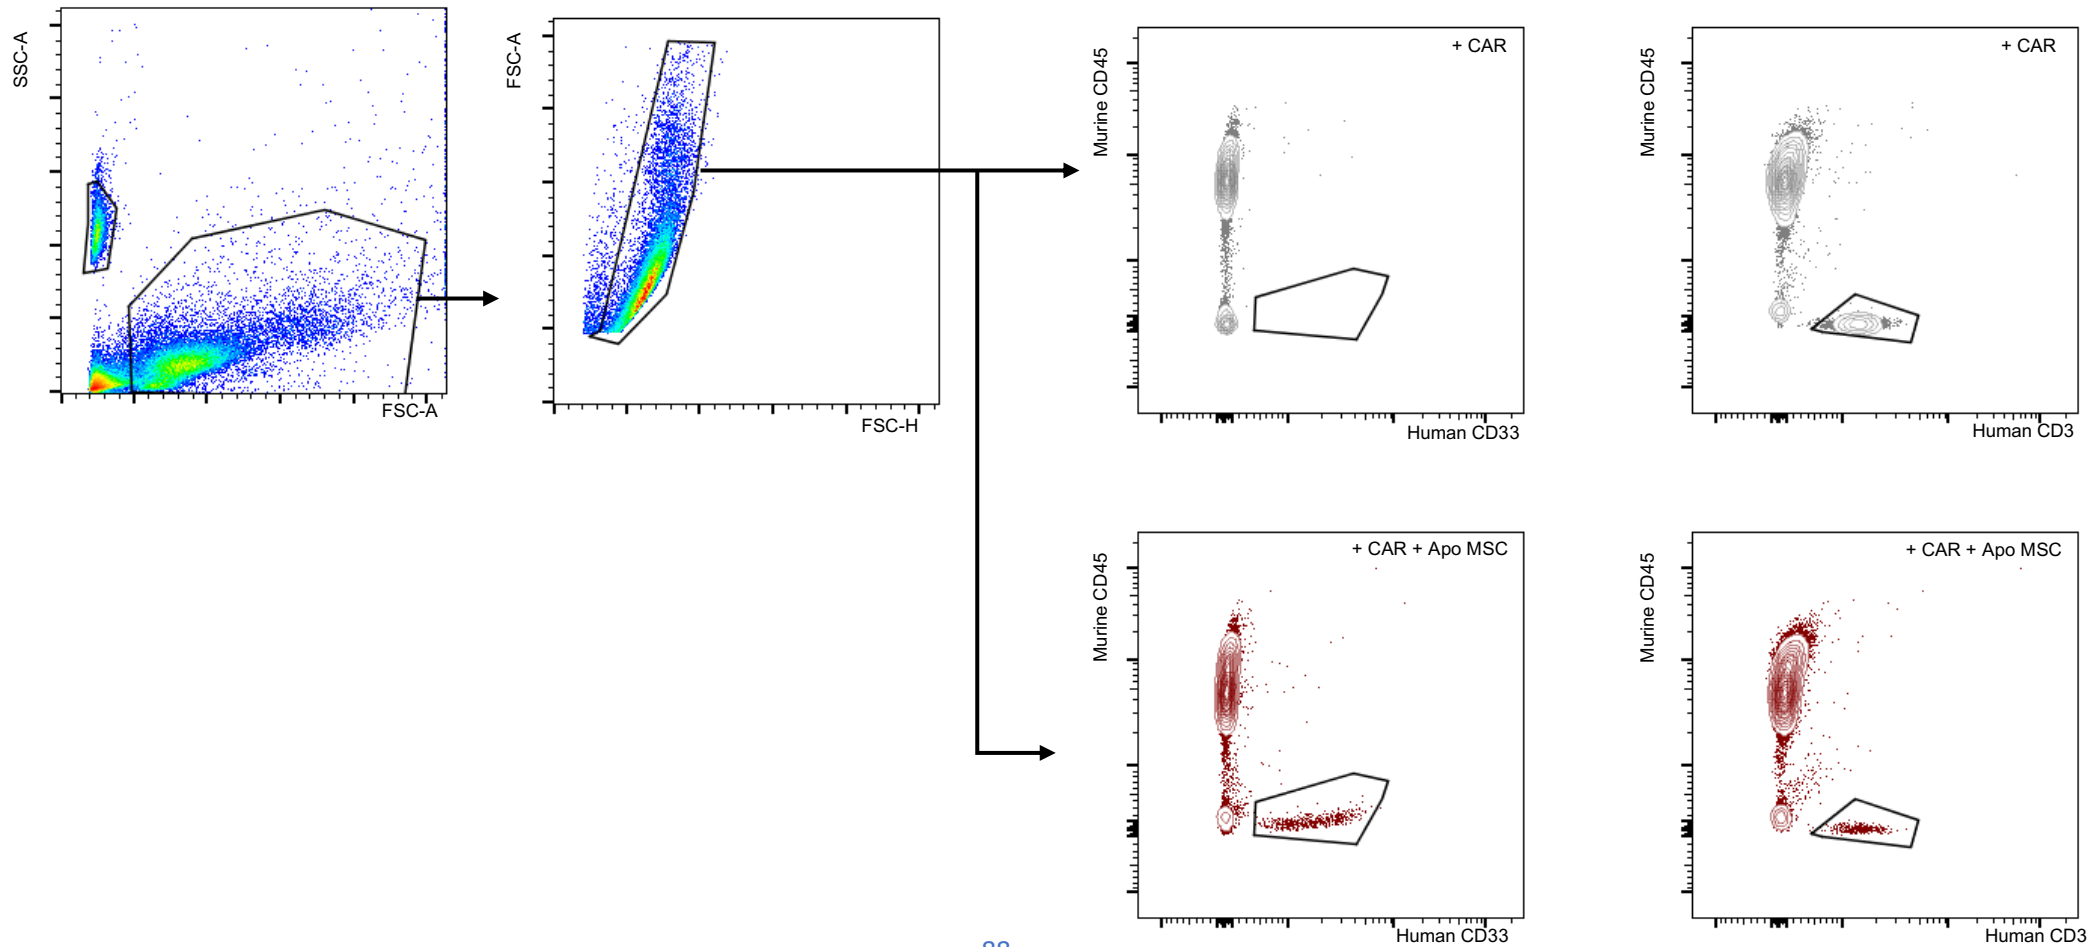 SSC-A
FSC-A
FSC-A
FSC-H
Murine CD45
+ CAR
Human CD33
Murine CD45
+ CAR
Human CD3
Murine CD45
+ CAR + Apo MSC
Human CD33
Murine CD45
+ CAR + Apo MSC
Human CD3